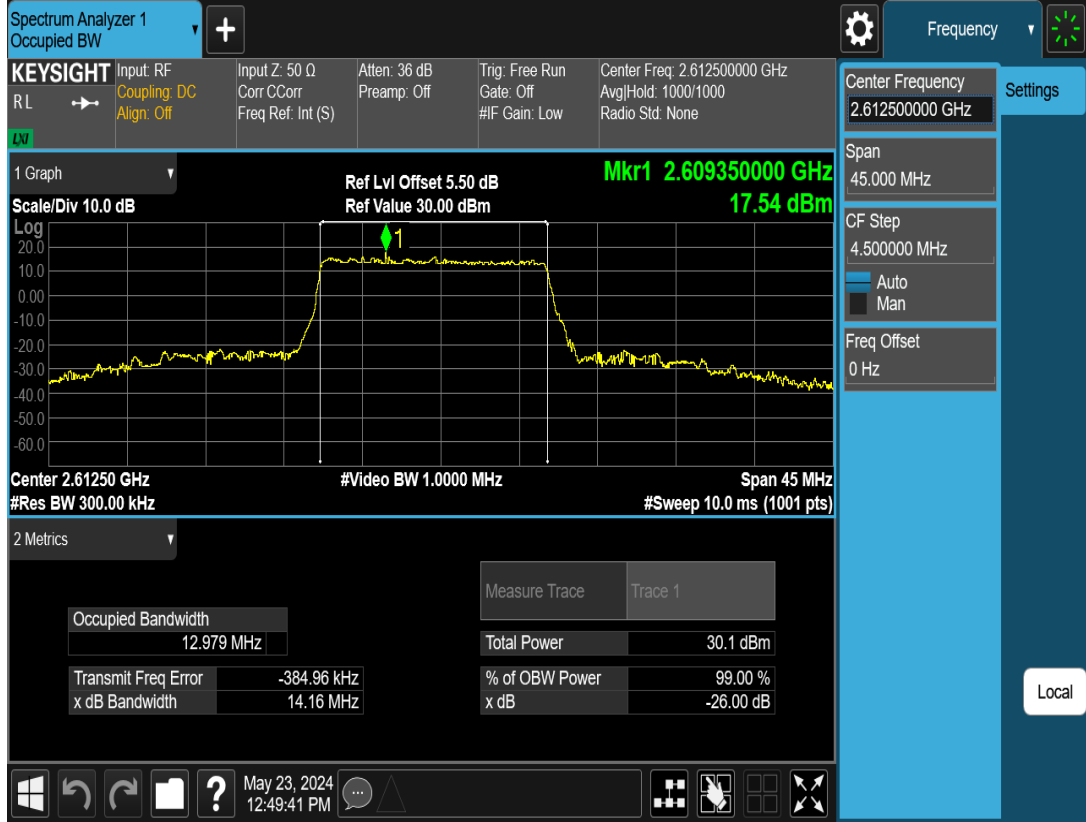 Spectrum Analyzer 1
Occupied BW
+
Frequency
KEYSIGHT
RL
LXI
Input: RF
Coupling: DC
Align: Off
Input Z: 50 Ω
Corr CCorr
Freq Ref: Int (S)
Atten: 36 dB
Preamp: Off
Trig: Free Run
Gate: Off
#IF Gain: Low
Center Freq: 2.612500000 GHz
Avg|Hold: 1000/1000
Radio Std: None
Center Frequency
2.612500000 GHz
Settings
Span
45.000 MHz
CF Step
4.500000 MHz
Auto
Man
Freq Offset
0 Hz
Local
1 Graph
Scale/Div 10.0 dB
Ref Lvl Offset 5.50 dB
Ref Value 30.00 dBm
Mkr1 2.609350000 GHz
17.54 dBm
Log
20.0
10.0
0.00
-10.0
-20.0
-30.0
-40.0
-50.0
-60.0
1
Center 2.61250 GHz
#Res BW 300.00 kHz
#Video BW 1.0000 MHz
Span 45 MHz
#Sweep 10.0 ms (1001 pts)
2 Metrics
Measure Trace Trace 1
Occupied Bandwidth
12.979 MHz
Total Power 30.1 dBm
Transmit Freq Error -384.96 kHz
% of OBW Power 99.00 %
x dB Bandwidth 14.16 MHz
x dB -26.00 dB
?
May 23, 2024
12:49:41 PM